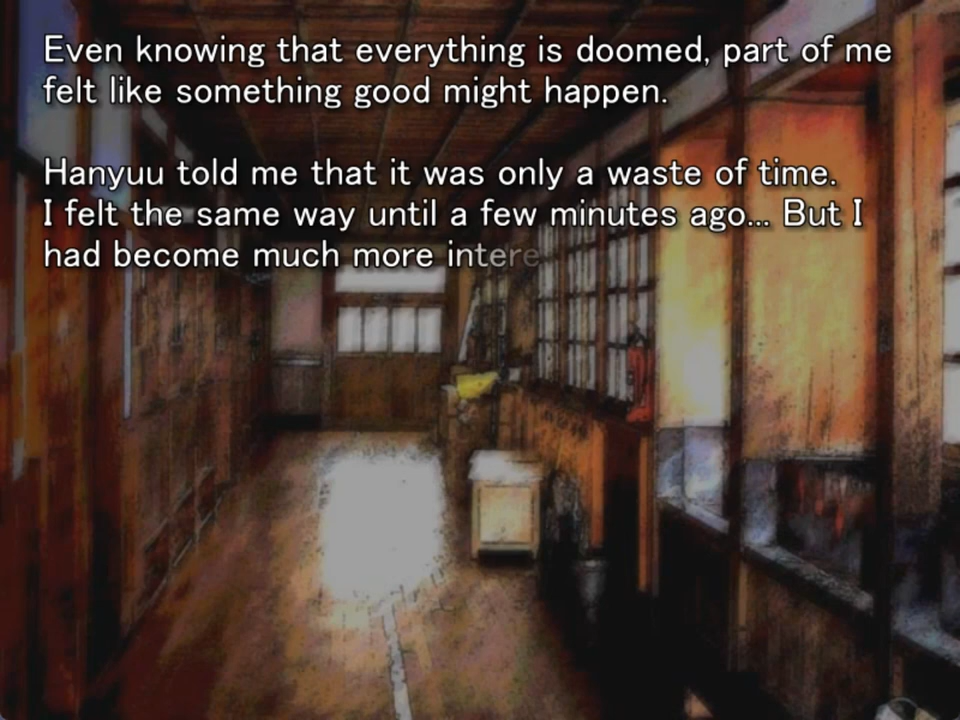 Even knowing that everything is doomed, part of me
felt like something good might happen.
Hanyuu told me that it was only a waste of time.
I felt the same way until a few minutes ago... But I
had become much more intere